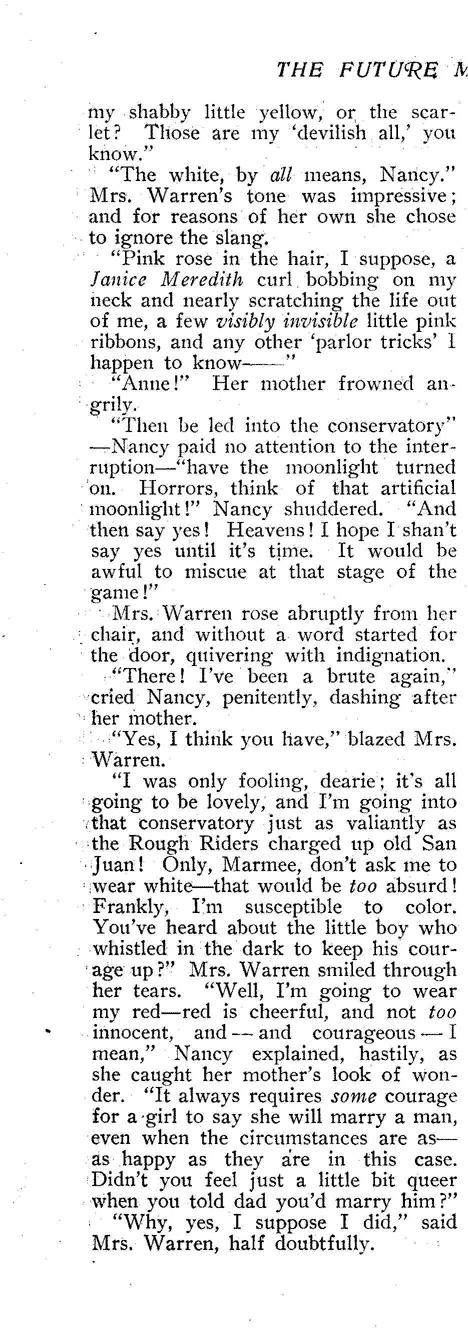 THE FUTURE M
my shabby little yellow, or the scar-
let? Those are my ‘devilish all,’ you
know.”
“The white, by all means, Nancy.”
Mrs. Warren’s tone was impressive;
and for reasons of her own she chose
to ignore the slang.
“Pink rose in the hair, I suppose, a
Janice Meredith curl bobbing on my
neck and nearly scratching the life out
of me, a few visibly invisible little pink
ribbons, and any other ‘parlor tricks’ I
happen to know——”
“Anne!” Her mother frowned an-
grily.
“Then be led into the conservatory”
—Nancy paid no attention to the inter-
ruption—“have the moonlight turned
on. Horrors, think of that artificial
moonlight!” Nancy shuddered. “And
then say yes! Heavens! I hope I shan’t
say yes until it’s time. It would be
awful to miscue at that stage of the
game!”
Mrs. Warren rose abruptly from her
chair, and without a word started for
the door, quivering with indignation.
“There! I’ve been a brute again,”
cried Nancy, penitently, dashing after
her mother.
“Yes, I think you have,” blazed Mrs.
Warren.
“I was only fooling, dearie; it’s all
going to be lovely, and I’m going into
that conservatory just as valiantly as
the Rough Riders charged up old San
Juan! Only, Marmee, don’t ask me to
wear white—that would be too absurd!
Frankly, I’m susceptible to color.
You’ve heard about the little boy who
whistled in the dark to keep his cour-
age up?” Mrs. Warren smiled through
her tears. “Well, I’m going to wear
my red—red is cheerful, and not too
innocent, and — and courageous — I
mean,” Nancy explained, hastily, as
she caught her mother’s look of won-
der. “It always requires some courage
for a girl to say she will marry a man,
even when the circumstances are as—
as happy as they are in this case.
Didn’t you feel just a little bit queer
when you told dad you’d marry him?”
“Why, yes, I suppose I did,” said
Mrs. Warren, half doubtfully.